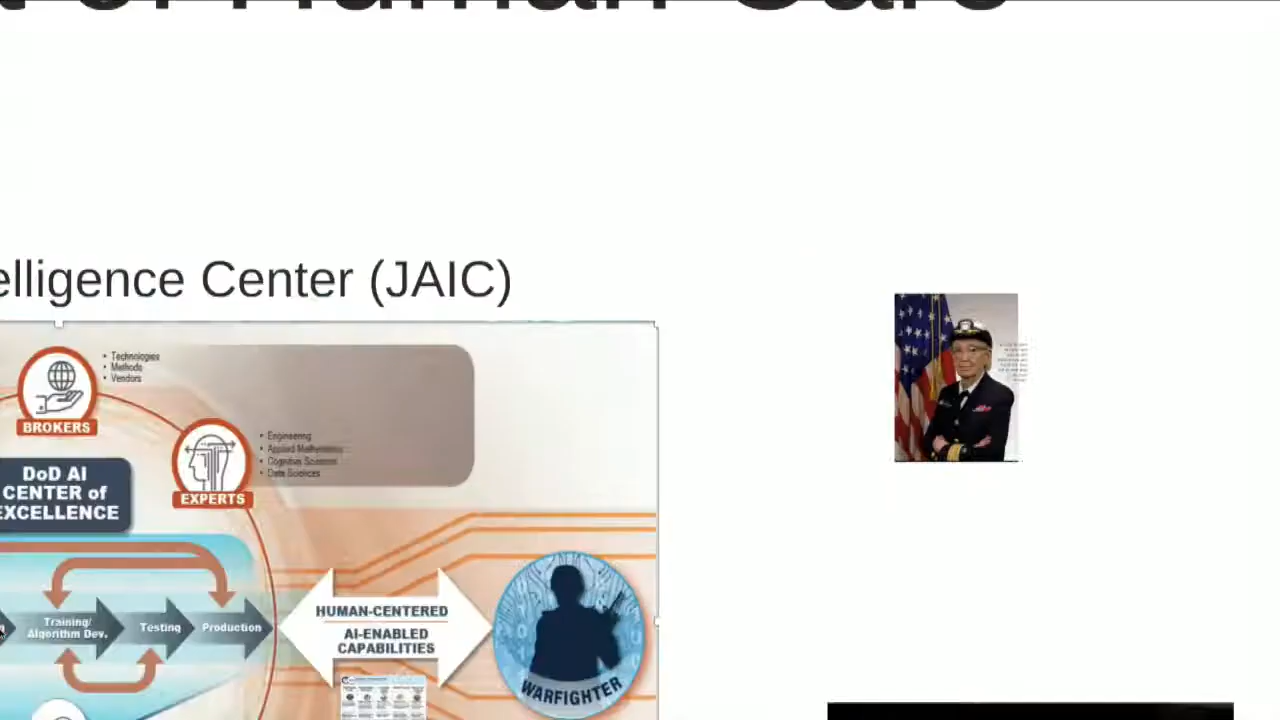 elligence Center (JAIC)
• Technologies
• Methods
• Vendors
BROKERS
• Engineering
• Applied Mathematics
• Cognitive Sciences
• Data Sciences
EXPERTS
DoD AI
CENTER of
EXCELLENCE
HUMAN-CENTERED
AI-ENABLED
CAPABILITIES
Training/
Algorithm Dev.
Testing
Production
WARFIGHTER